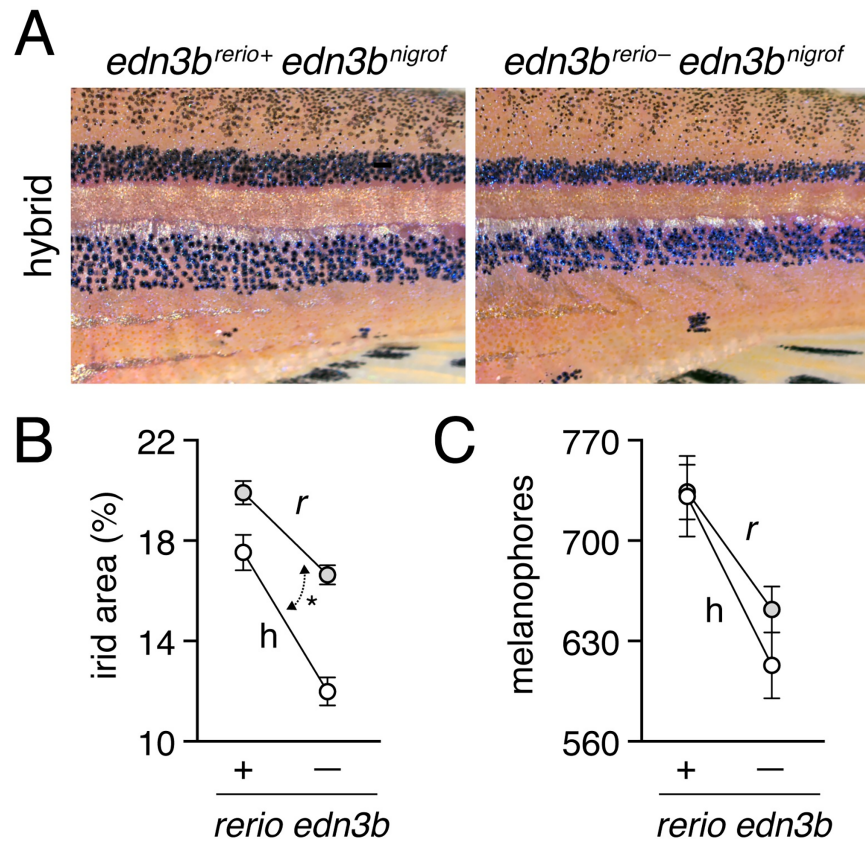 A
edn3b rerio+ edn3b nigrof
edn3b rerio– edn3b nigrof
hybrid
B
irid area (%)
22
18
14
10
r
h
*
+ —
rerio edn3b
C
melanophores
770
700
630
560
r
h
+ —
rerio edn3b